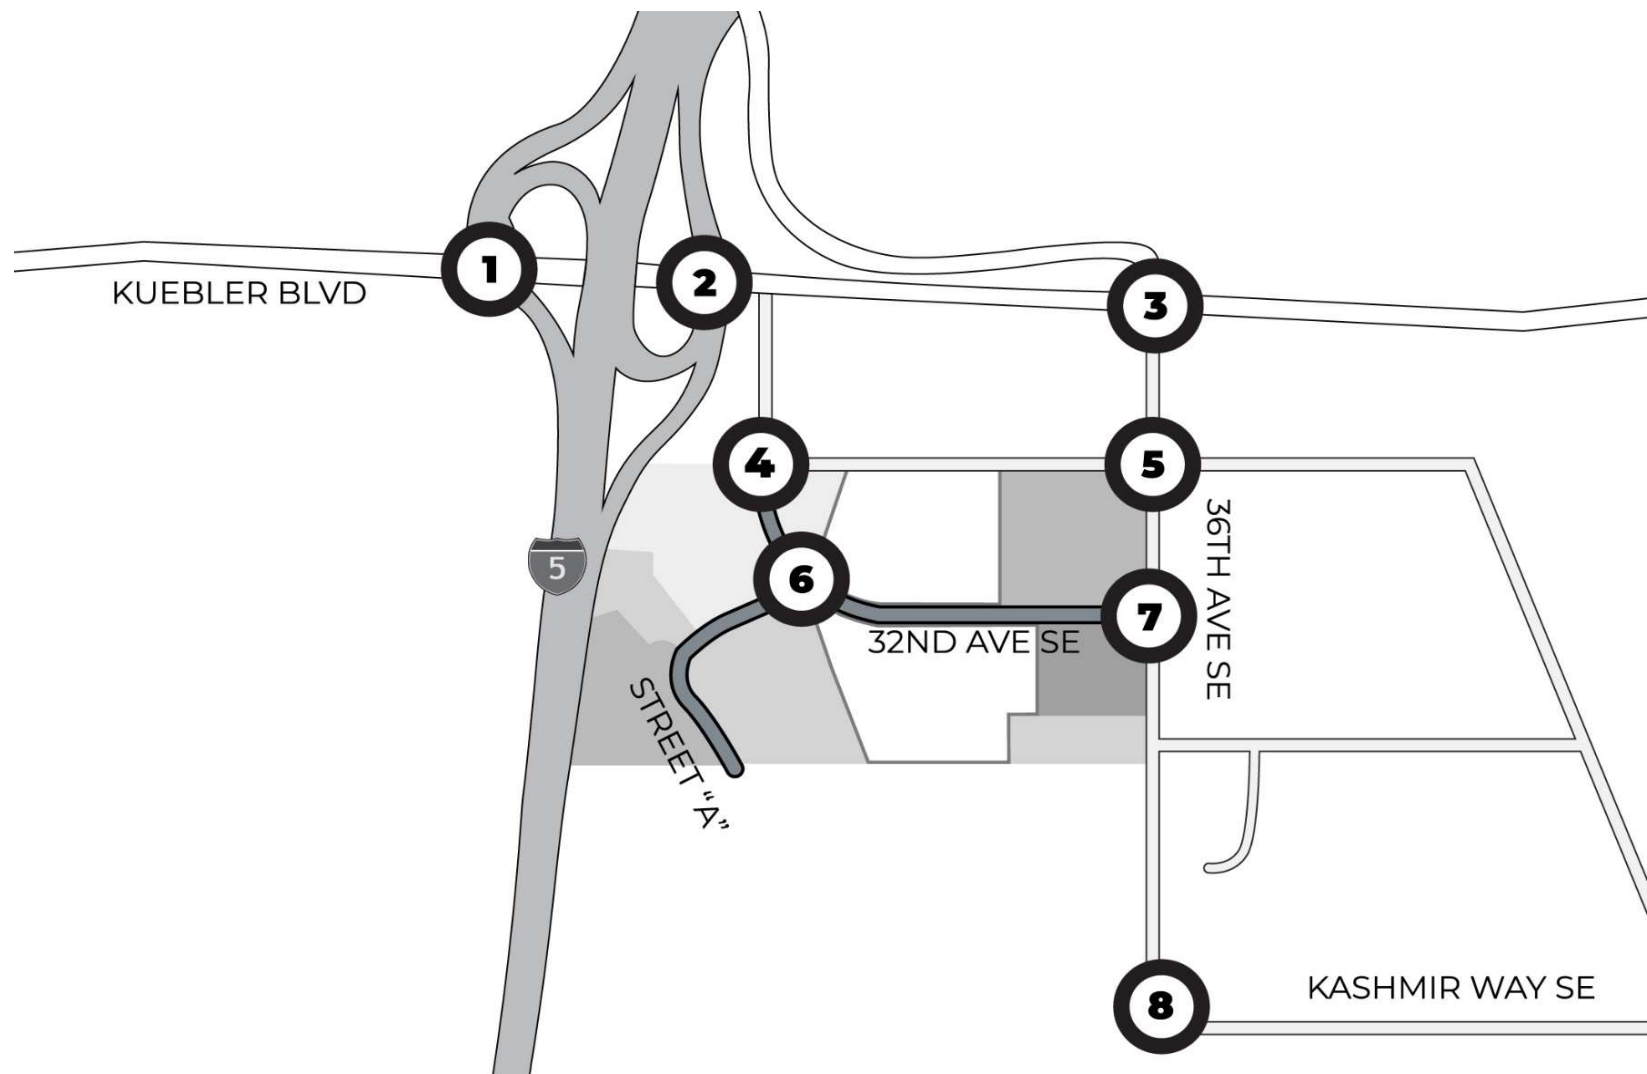 1
2
KUEBLER BLVD
3
4
5
36TH AVE SE
5
6
7
32ND AVE SE
STREET “A”
8
KASHMIR WAY SE